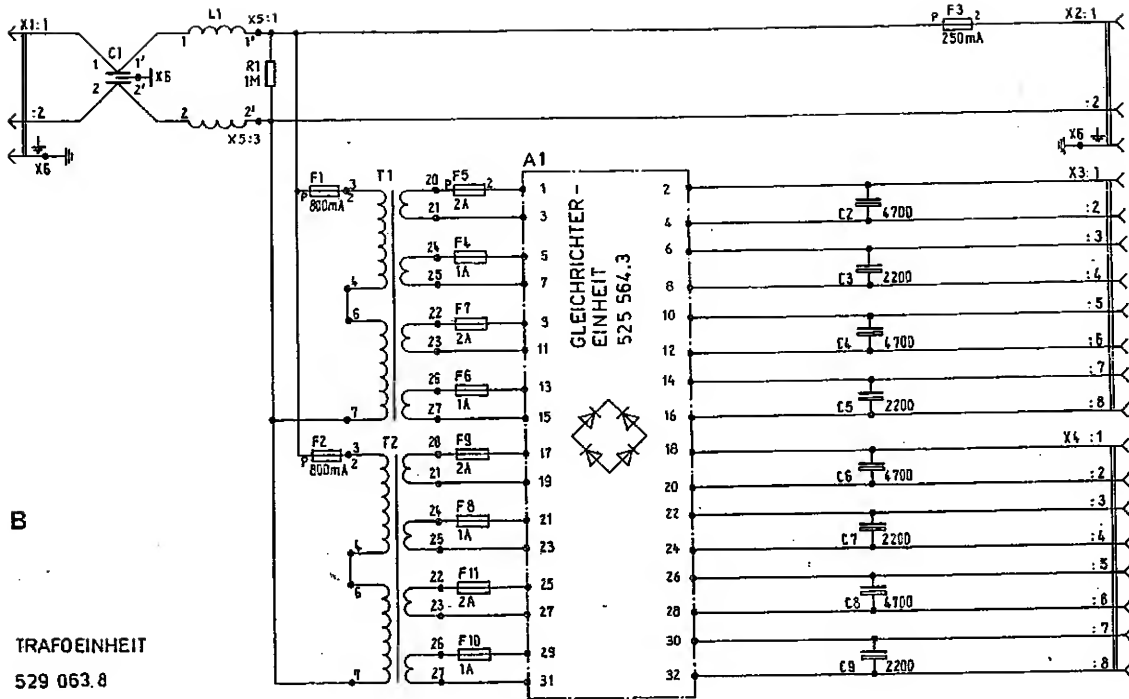 X1:1
L1
X5:1
F3
X2:1
P 2
250mA
1 1'
C1
1 1'
X6
2 2'
R1
1M
:2
2 2'
X5:3
:2
X6
X6
A1
X3:1
F1
P 2
800mA
3
T1
20
F5
P 2
2A
21
1
3
GLEICHRICHTER-
EINHEIT
525 564.3
2
4
C2
4700
:2
24
F4
1A
25
5
7
6
8
C3
2200
:3
:4
4
6
22
F7
2A
23
9
11
10
12
C4
4700
:5
:6
26
F6
1A
27
13
15
14
16
C5
2200
:7
:8
7
F2
P 2
800mA
3
T2
20
F9
2A
21
17
19
18
20
C6
4700
X4 :1
:2
24
F8
1A
25
21
23
22
24
C7
2200
:3
:4
B
4
6
22
F11
2A
23
25
27
26
28
C8
4700
:5
:6
26
F10
1A
27
29
31
30
32
C9
2200
:7
:8
7
TRAFOEINHEIT
529 063.8